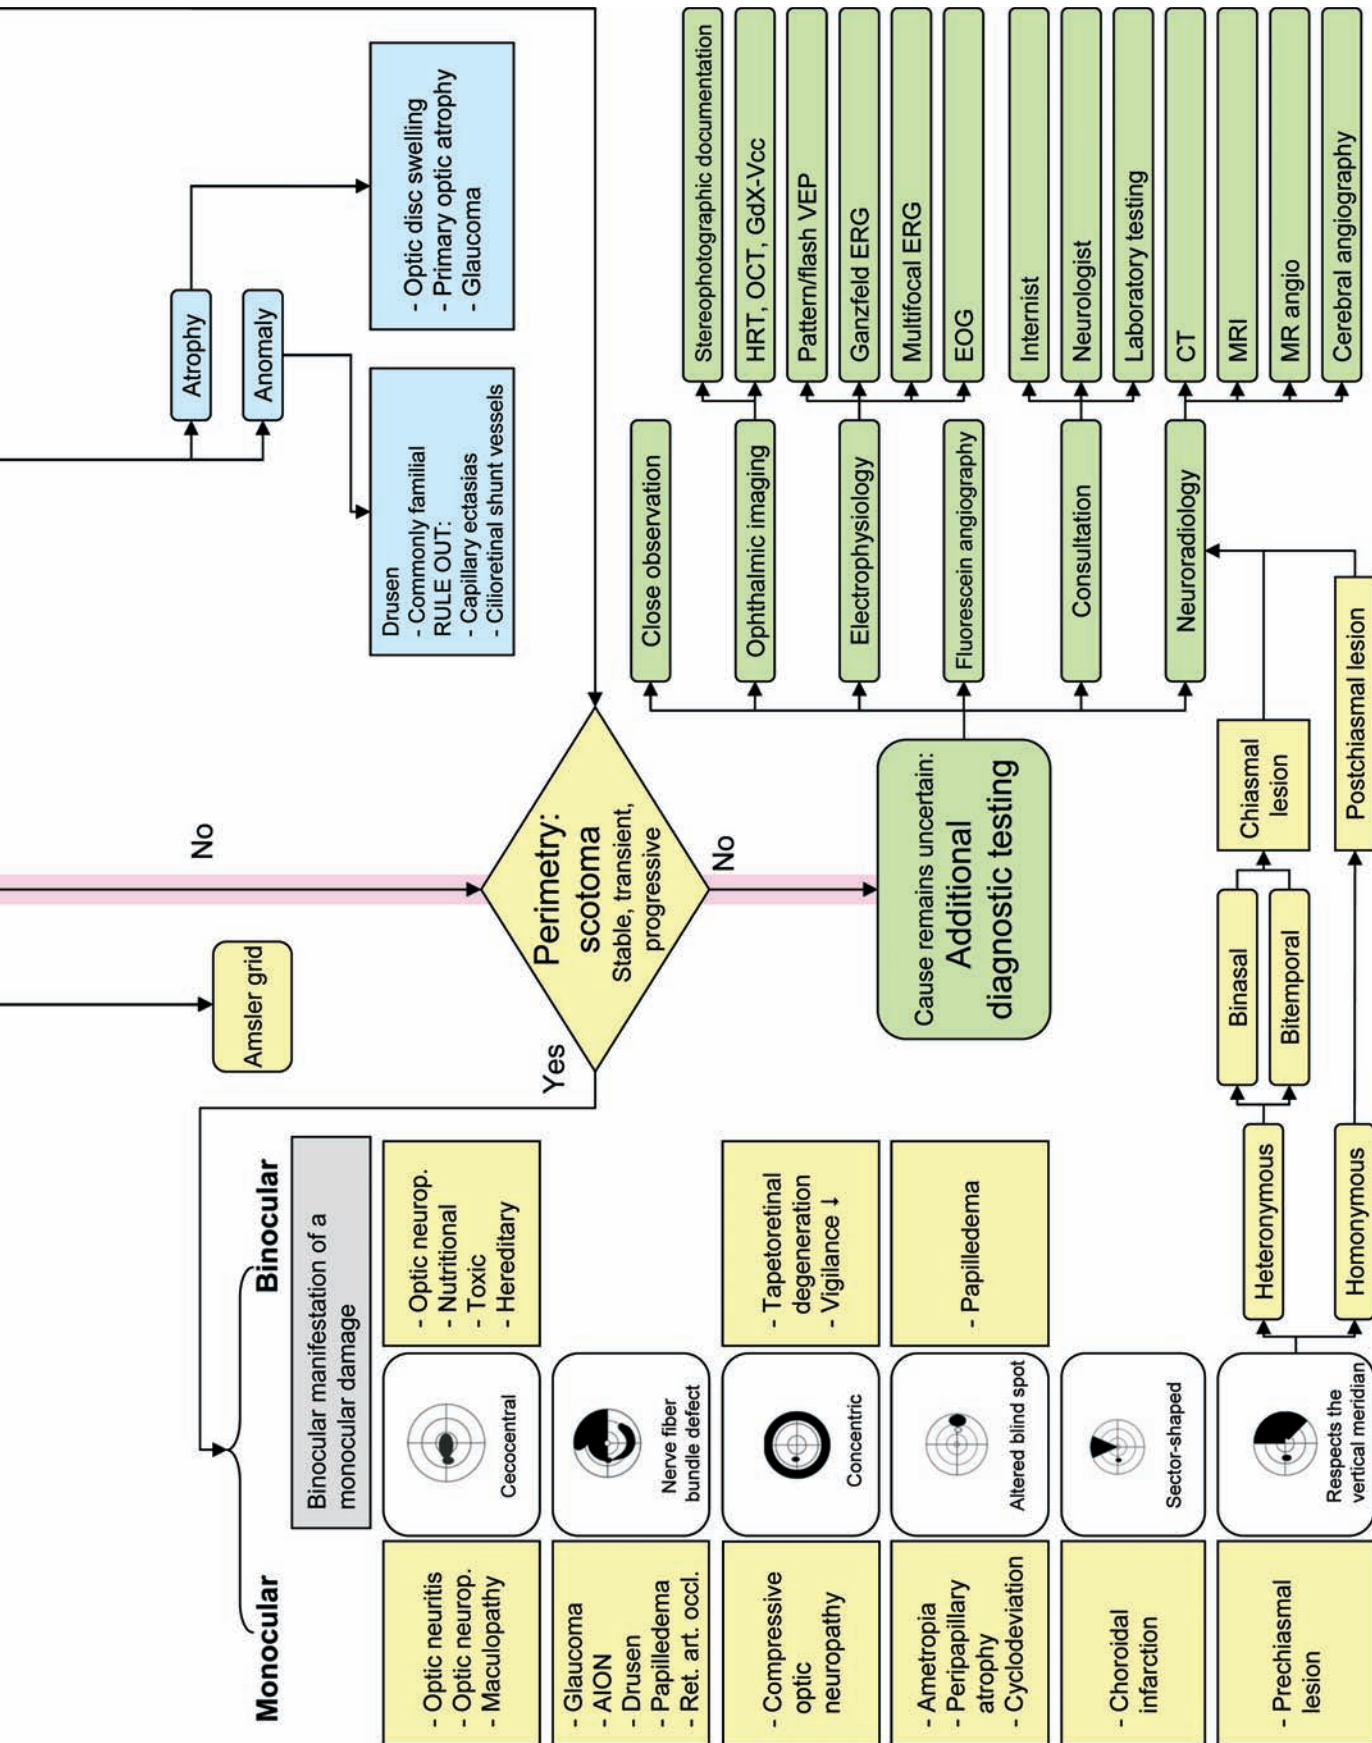 Atrophy
Anomaly
- Optic disc swelling
- Primary optic atrophy
- Glaucoma
Drusen
- Commonly familial
RULE OUT:
- Capillary ectasias
- Cilioretinal shunt vessels
No
Amsler grid
Perimetry:
scotoma
Stable, transient,
progressive
Yes
No
Monocular
Binocular
Binocular manifestation of a
monocular damage
- Optic neuritis
- Optic neurop.
- Maculopathy
Cecocentral
- Optic neurop.
- Nutritional
- Toxic
- Hereditary
- Glaucoma
- AION
- Drusen
- Papilledema
- Ret. art. occl.
Nerve fiber
bundle defect
- Compressive
optic
neuropathy
Concentric
- Tapetoretinal
degeneration
- Vigilance ↓
- Ametropia
- Peripapillary
atrophy
- Cyclodeviation
Altered blind spot
- Papilledema
- Choroidal
infarction
Sector-shaped
- Prechiasmal
lesion
Respects the
vertical meridian
Heteronymous
Homonymous
Binasal
Bitemporal
Chiasmal
lesion
Postchiasmal lesion
Cause remains uncertain:
Additional
diagnostic testing
Close observation
Ophthalmic imaging
Stereophotographic documentation
HRT, OCT, GdX-Vcc
Electrophysiology
Pattern/flash VEP
Ganzfeld ERG
Multifocal ERG
EOG
Fluorescein angiography
Consultation
Internist
Neurologist
Laboratory testing
Neuroradiology
CT
MRI
MR angio
Cerebral angiography